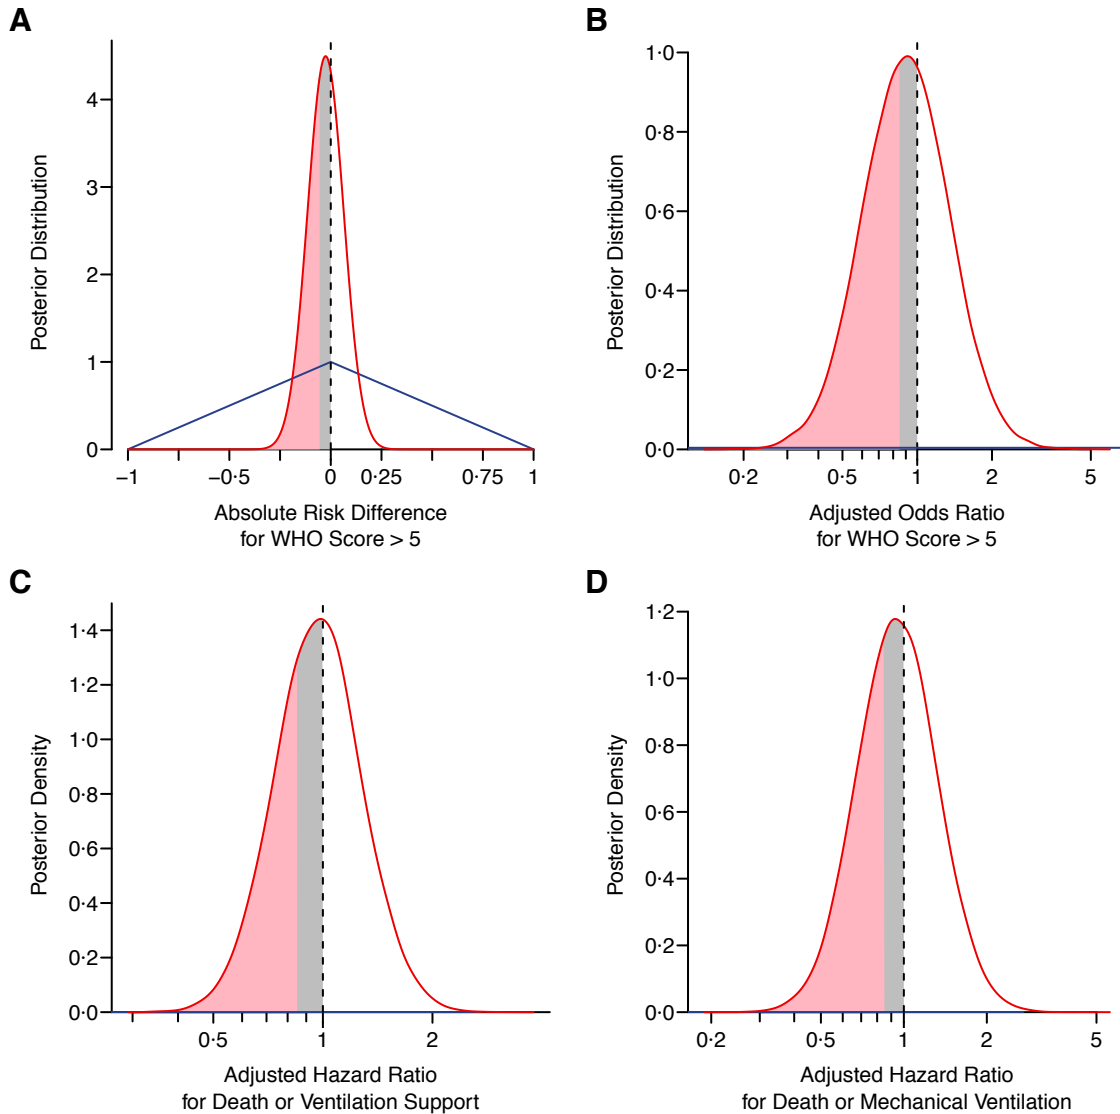 A
Posterior Distribution
4
3
2
1
0
−1
−0·5
0
0·25
0·75
1
Absolute Risk Difference
for WHO Score > 5
B
Posterior Distribution
1·0
0·8
0·6
0·4
0·2
0·0
0·2
0·5
1
2
5
Adjusted Odds Ratio
for WHO Score > 5
C
Posterior Density
1·4
1·2
1·0
0·8
0·6
0·4
0·2
0·0
0·5
1
2
Adjusted Hazard Ratio
for Death or Ventilation Support
D
Posterior Density
1·2
1·0
0·8
0·6
0·4
0·2
0·0
0·2
0·5
1
2
5
Adjusted Hazard Ratio
for Death or Mechanical Ventilation